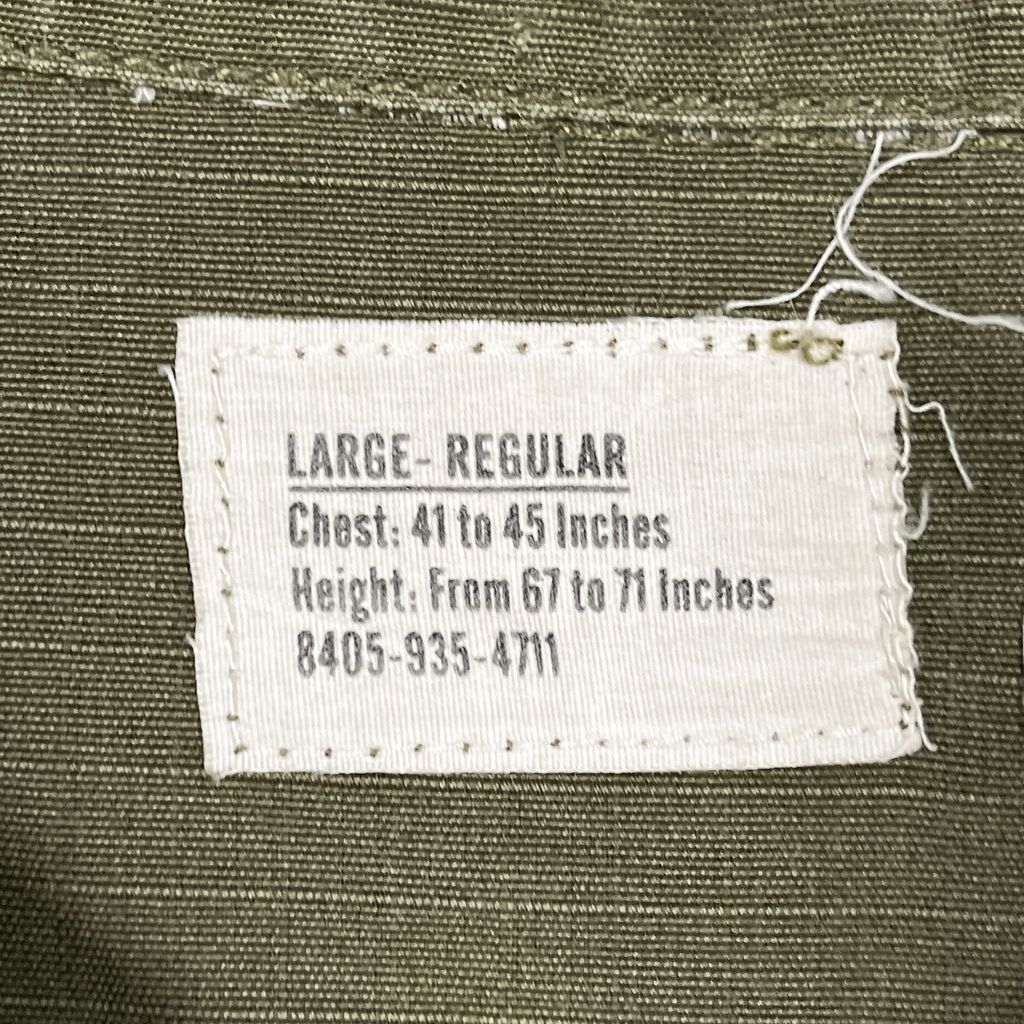 LARGE- REGULAR
Chest: 41 to 45 Inches
Height: From 67 to 71 Inches
8405-935-4711